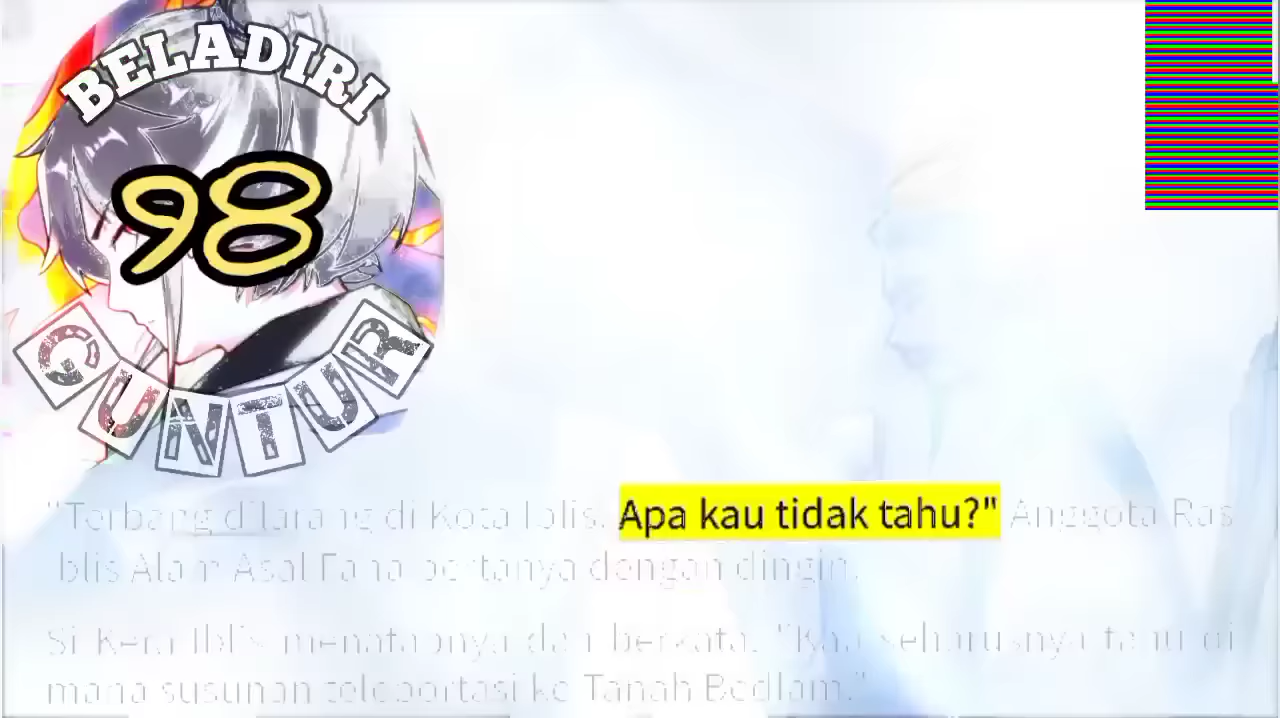 BELADIRI
98
GUNTUR
"Terbang dilarang di Kota Iblis. Apa kau tidak tahu?" Anggota Ras
Iblis Alam Asal Fana bertanya dengan dingin.
Si Kera Iblis menatapnya dan berkata, "Kau seharusnya tahu di
mana susunan teleportasi ke Tanah Bedlam."